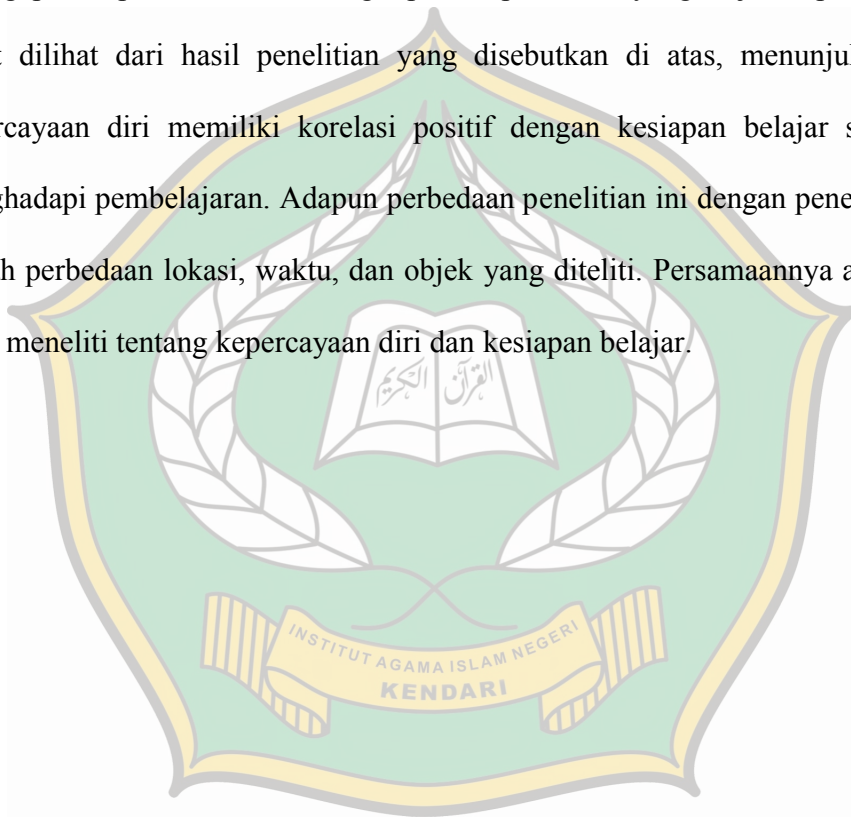 dilihat dari hasil penelitian yang disebutkan di atas,
diri memiliki korelasi positif dengan kesiapan belajar
pembelajaran. Adapun perbedaan penelitian ini dengan
perbedaan lokasi, waktu, dan objek yang diteliti. Persamaannya
meneliti tentang kepercayaan diri dan kesiapan belajar.
القرآن الكريم
INSTITUT AGAMA ISLAM NEGERI
KENDARI